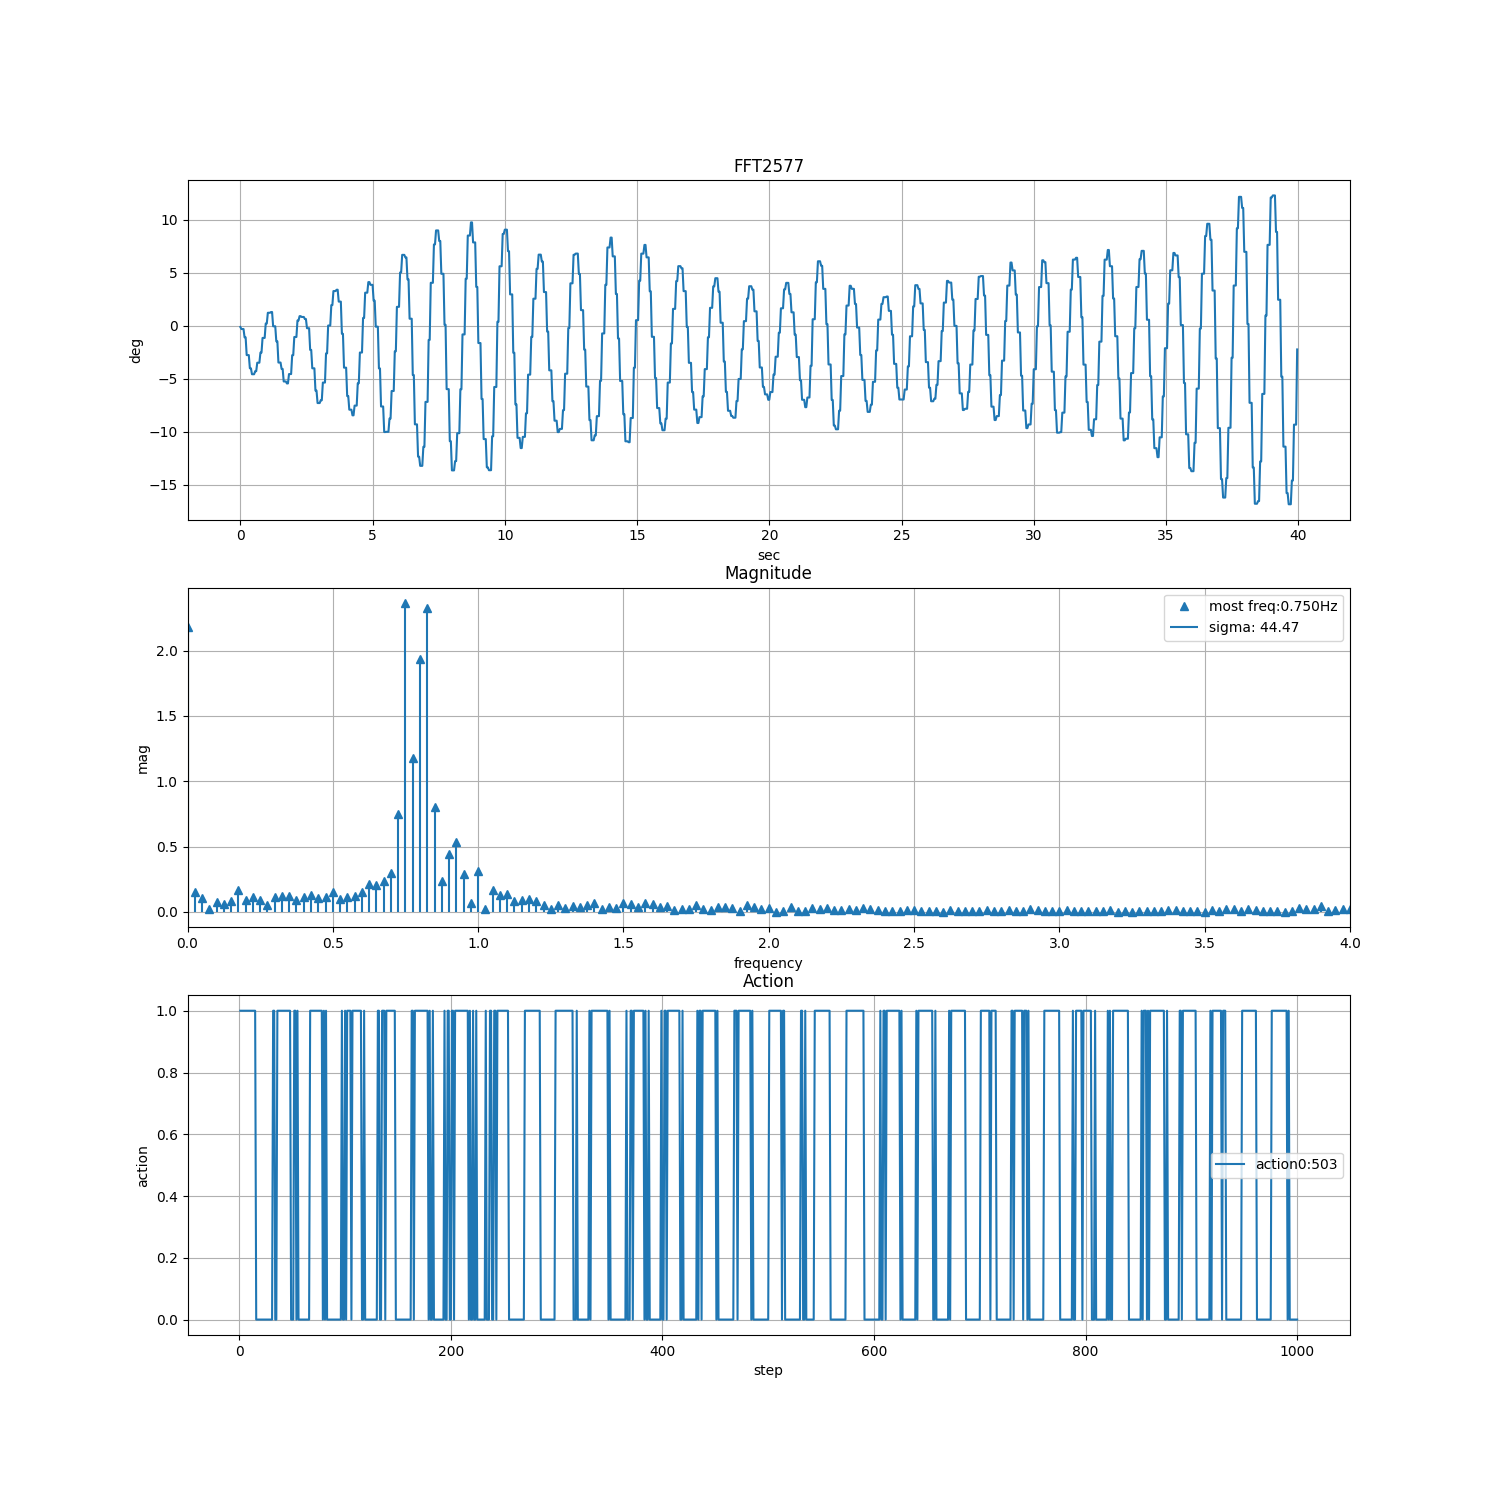 FFT2577
10
5
0
−5
−10
−15
deg
0 5 10 15 20 25 30 35 40
sec
Magnitude
most freq:0.750Hz
sigma: 44.47
2.0
1.5
1.0
0.5
0.0
mag
0.0 0.5 1.0 1.5 2.0 2.5 3.0 3.5 4.0
frequency
Action
1.0
0.8
0.6
0.4
0.2
0.0
action
action0:503
0 200 400 600 800 1000
step